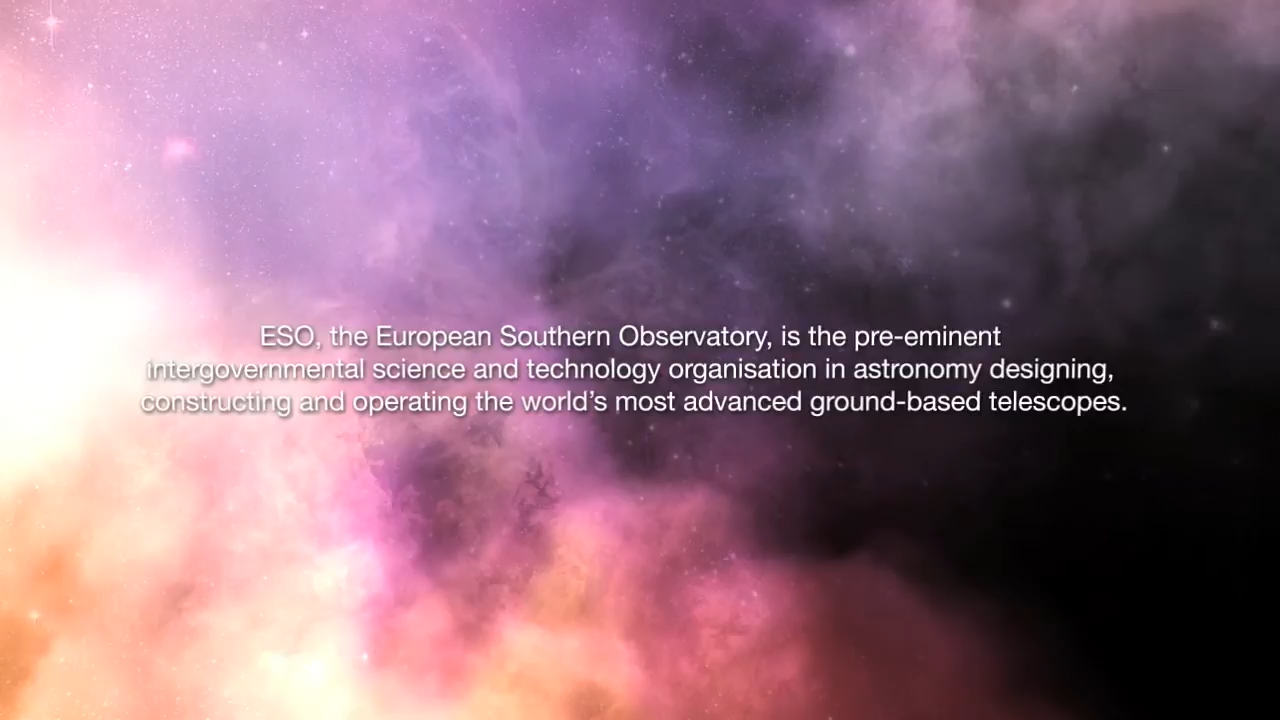 ESO, the European Southern Observatory, is the pre-eminent
intergovernmental science and technology organisation in astronomy designing,
constructing and operating the world’s most advanced ground-based telescopes.